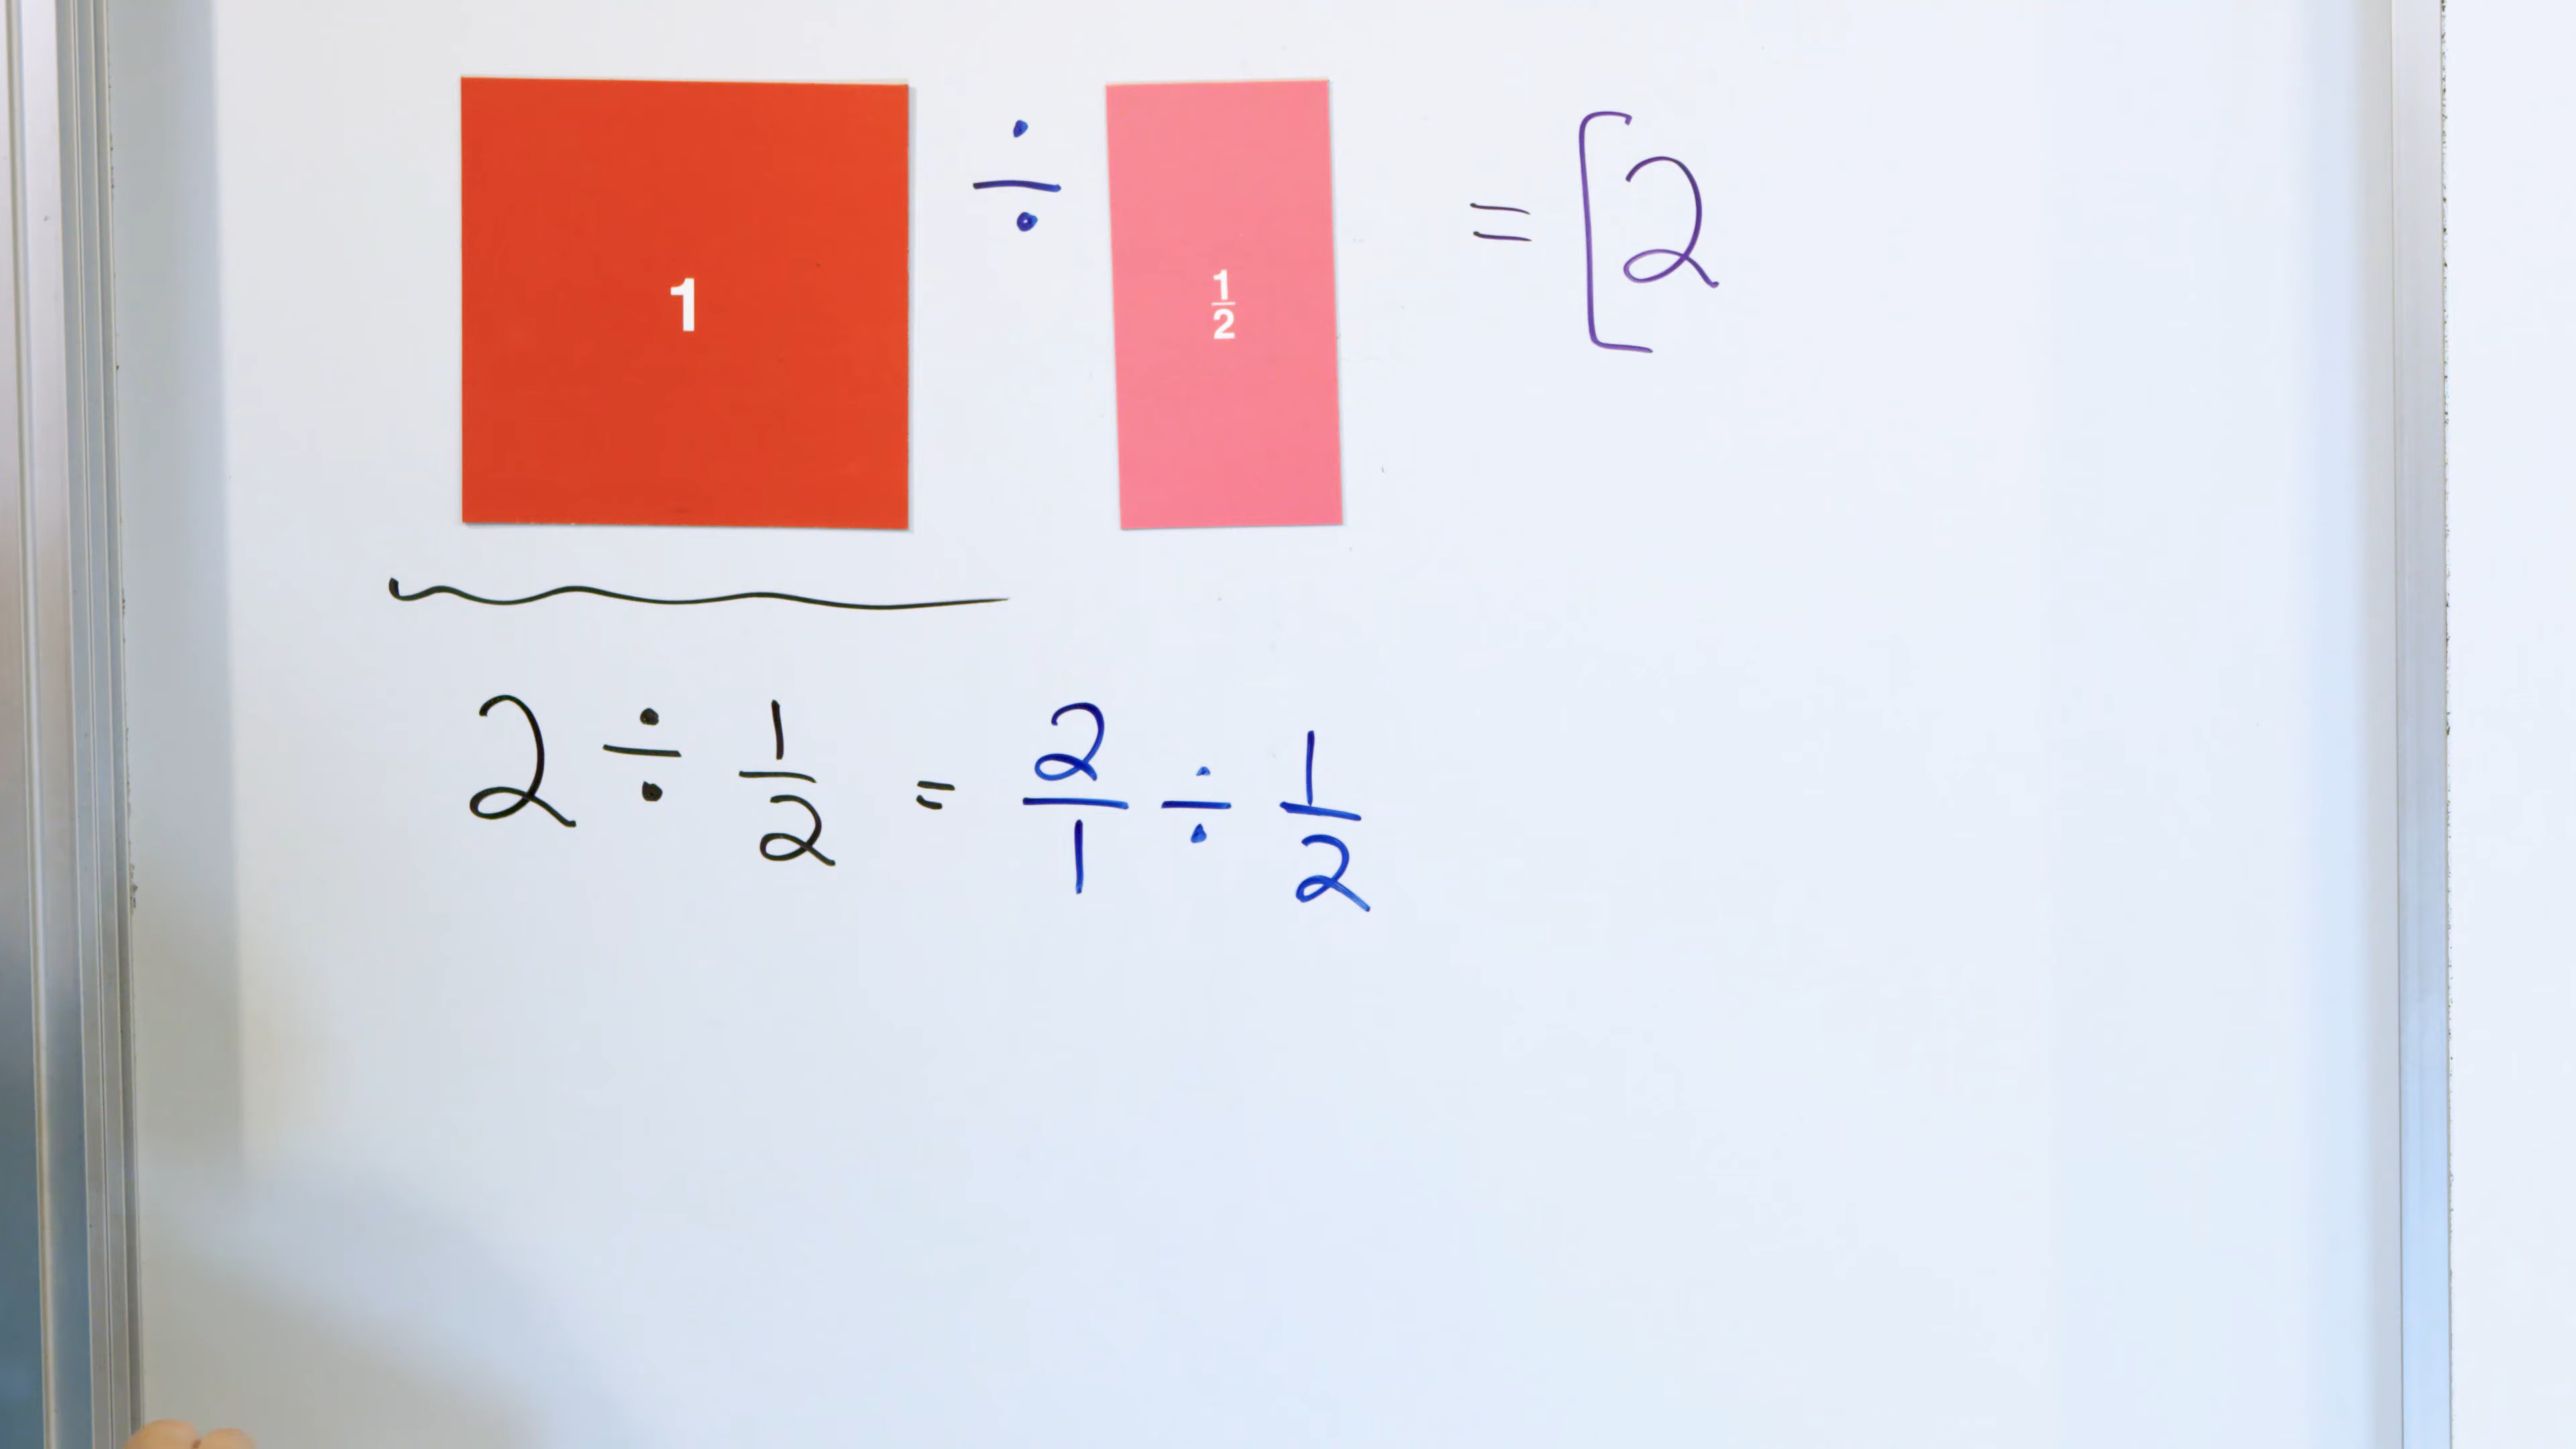 1 ÷ 1/2 = [2
2 ÷ 1/2 = 2/1 ÷ 1/2